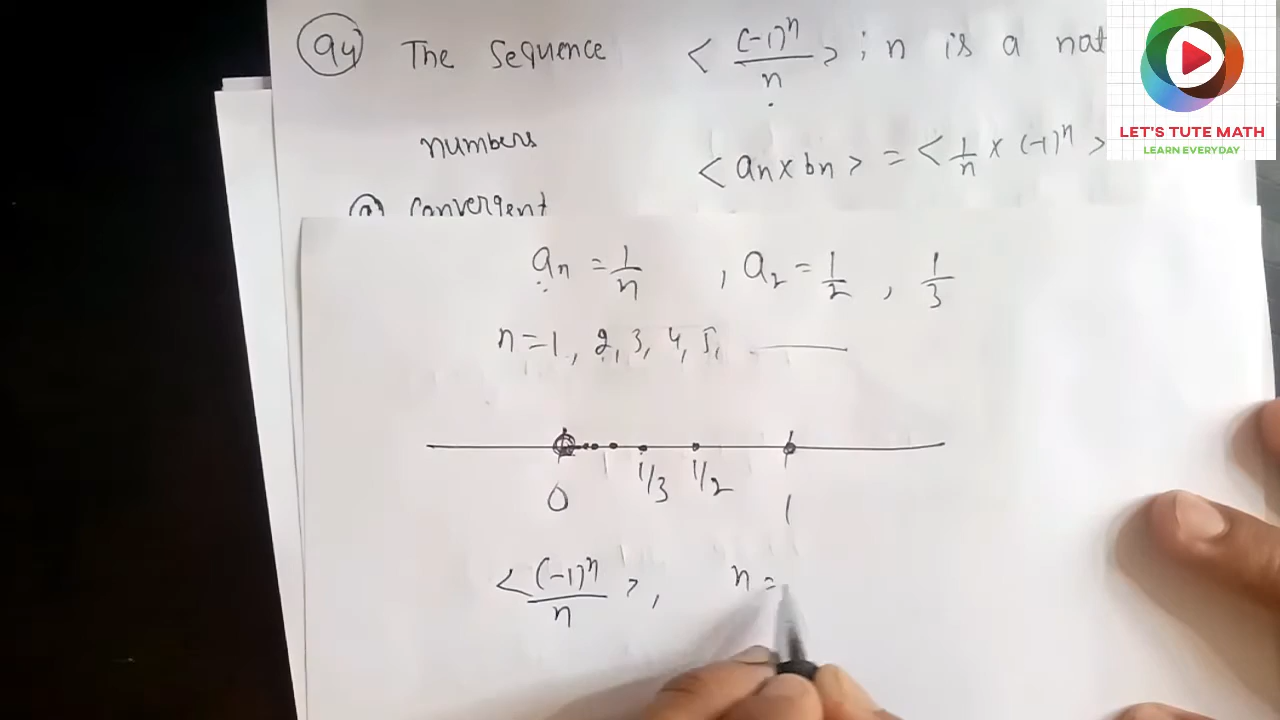 Q4 The Sequence < (-1)ⁿ/n > ; n is a nat
numbers
< an x bn > = < 1/n x (-1)ⁿ >
LET'S TUTE MATH
LEARN EVERYDAY
(a) convergent
an = 1/n , a2 = 1/2 , 1/3
n = 1, 2, 3, 4, 5,
1/3 1/2
0 1
< (-1)ⁿ/n > , n =